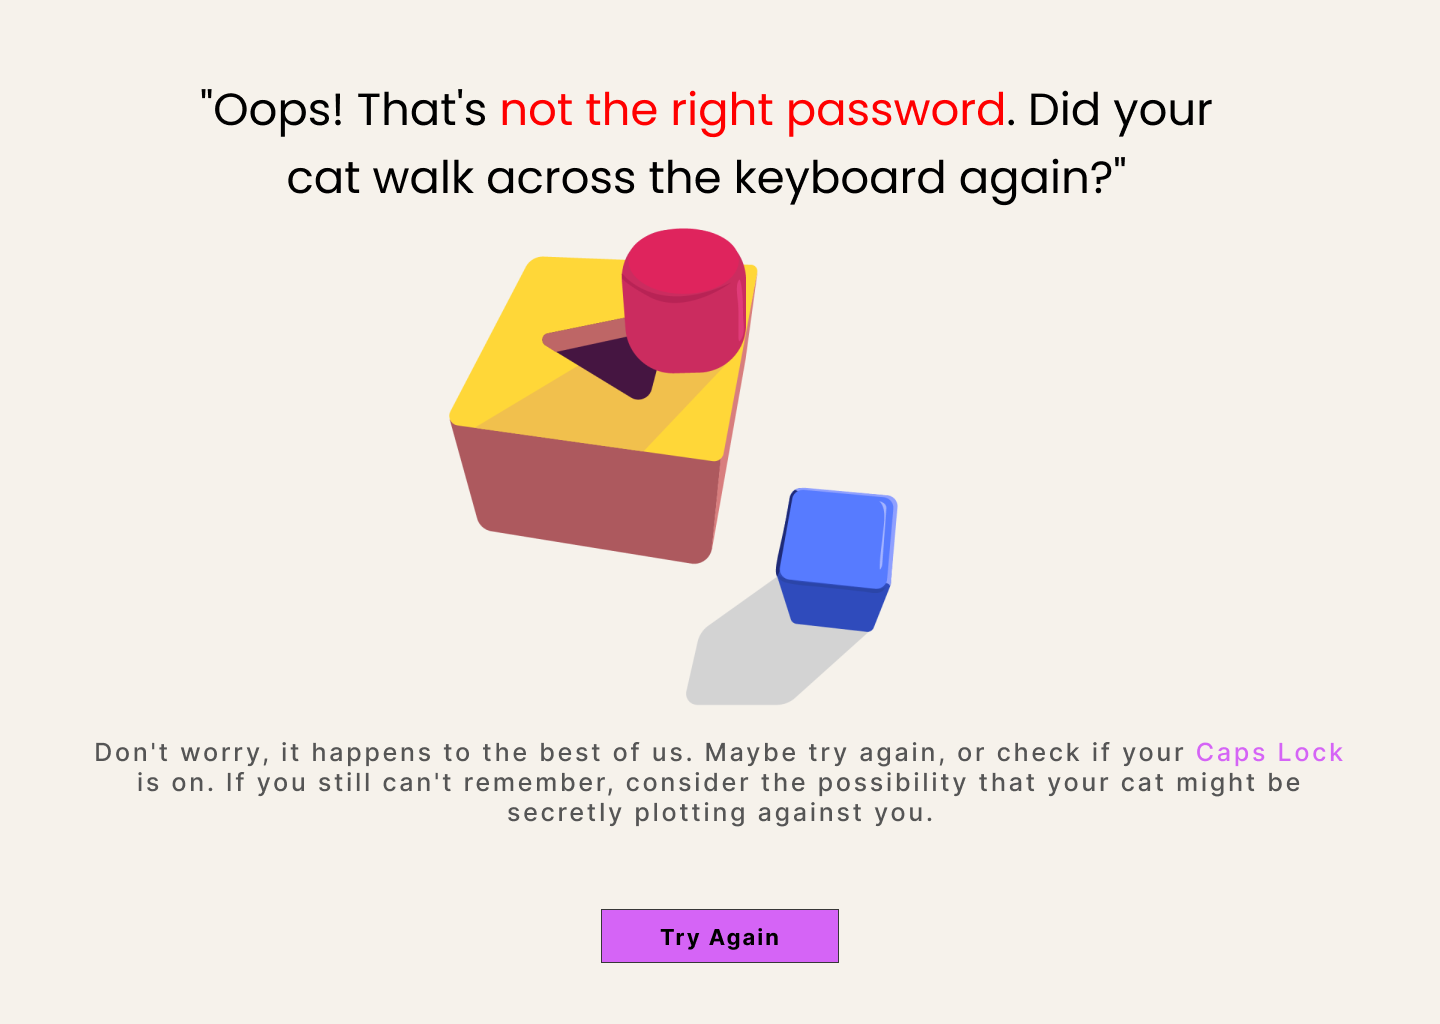 "Oops! That's not the right password. Did your
cat walk across the keyboard again?"
Don't worry, it happens to the best of us. Maybe try again, or check if your Caps Lock
is on. If you still can't remember, consider the possibility that your cat might be
secretly plotting against you.
Try Again